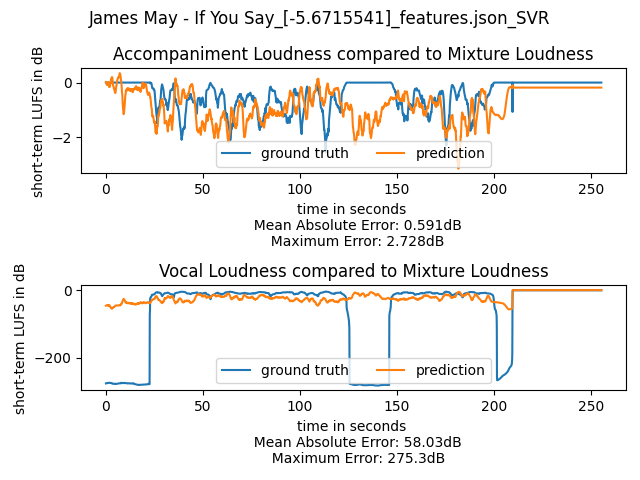 James May - If You Say_[-5.6715541]_features.json_SVR
Accompaniment Loudness compared to Mixture Loudness
short-term LUFS in dB
0
−2
ground truth
prediction
0
50
100
150
200
250
time in seconds
Mean Absolute Error: 0.591dB
Maximum Error: 2.728dB
Vocal Loudness compared to Mixture Loudness
short-term LUFS in dB
0
−200
ground truth
prediction
0
50
100
150
200
250
time in seconds
Mean Absolute Error: 58.03dB
Maximum Error: 275.3dB